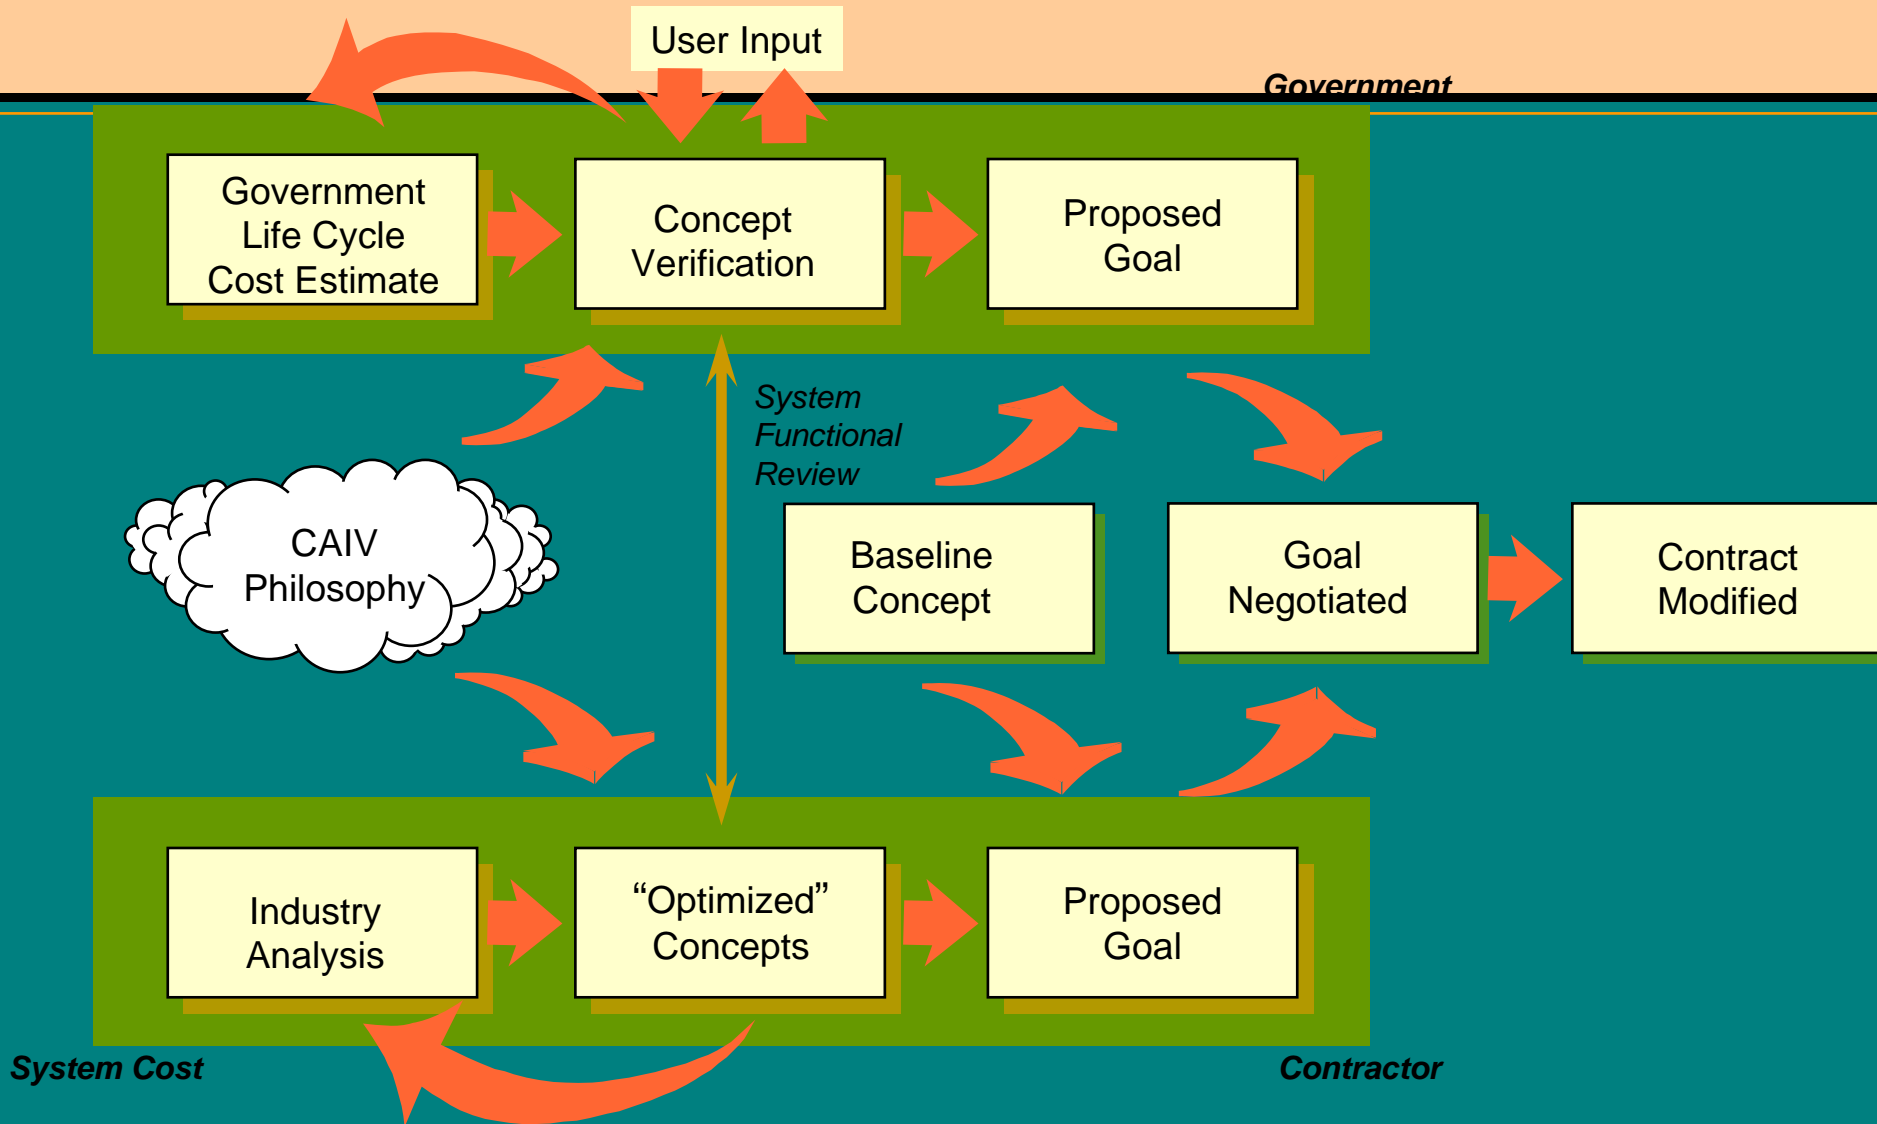 User Input
Government
Government
Life Cycle
Cost Estimate
Concept
Verification
Proposed
Goal
System
Functional
Review
CAIV
Philosophy
Baseline
Concept
Goal
Negotiated
Contract
Modified
Industry
Analysis
“Optimized”
Concepts
Proposed
Goal
System Cost
Contractor